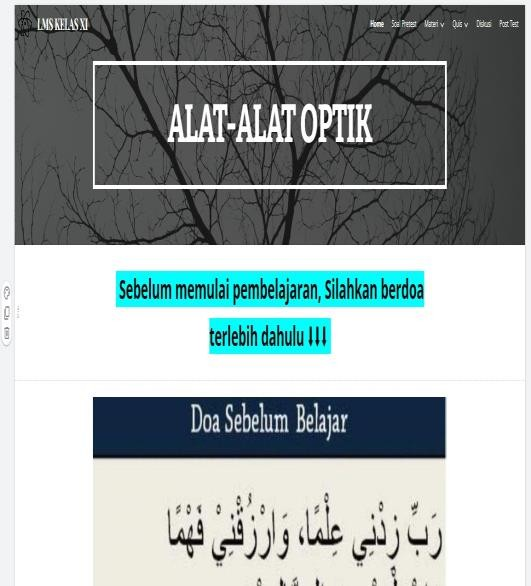 LMS KELAS XI
Home Soal Pretest Materi Quis Diskusi Post Test
ALAT-ALAT OPTIK
Sebelum memulai pembelajaran, Silahkan berdoa
terlebih dahulu ⬇⬇⬇
Doa Sebelum Belajar
رَبِّ زِدْنِي عِلْمًا، وَارْزُقْنِيْ فَهْمًا